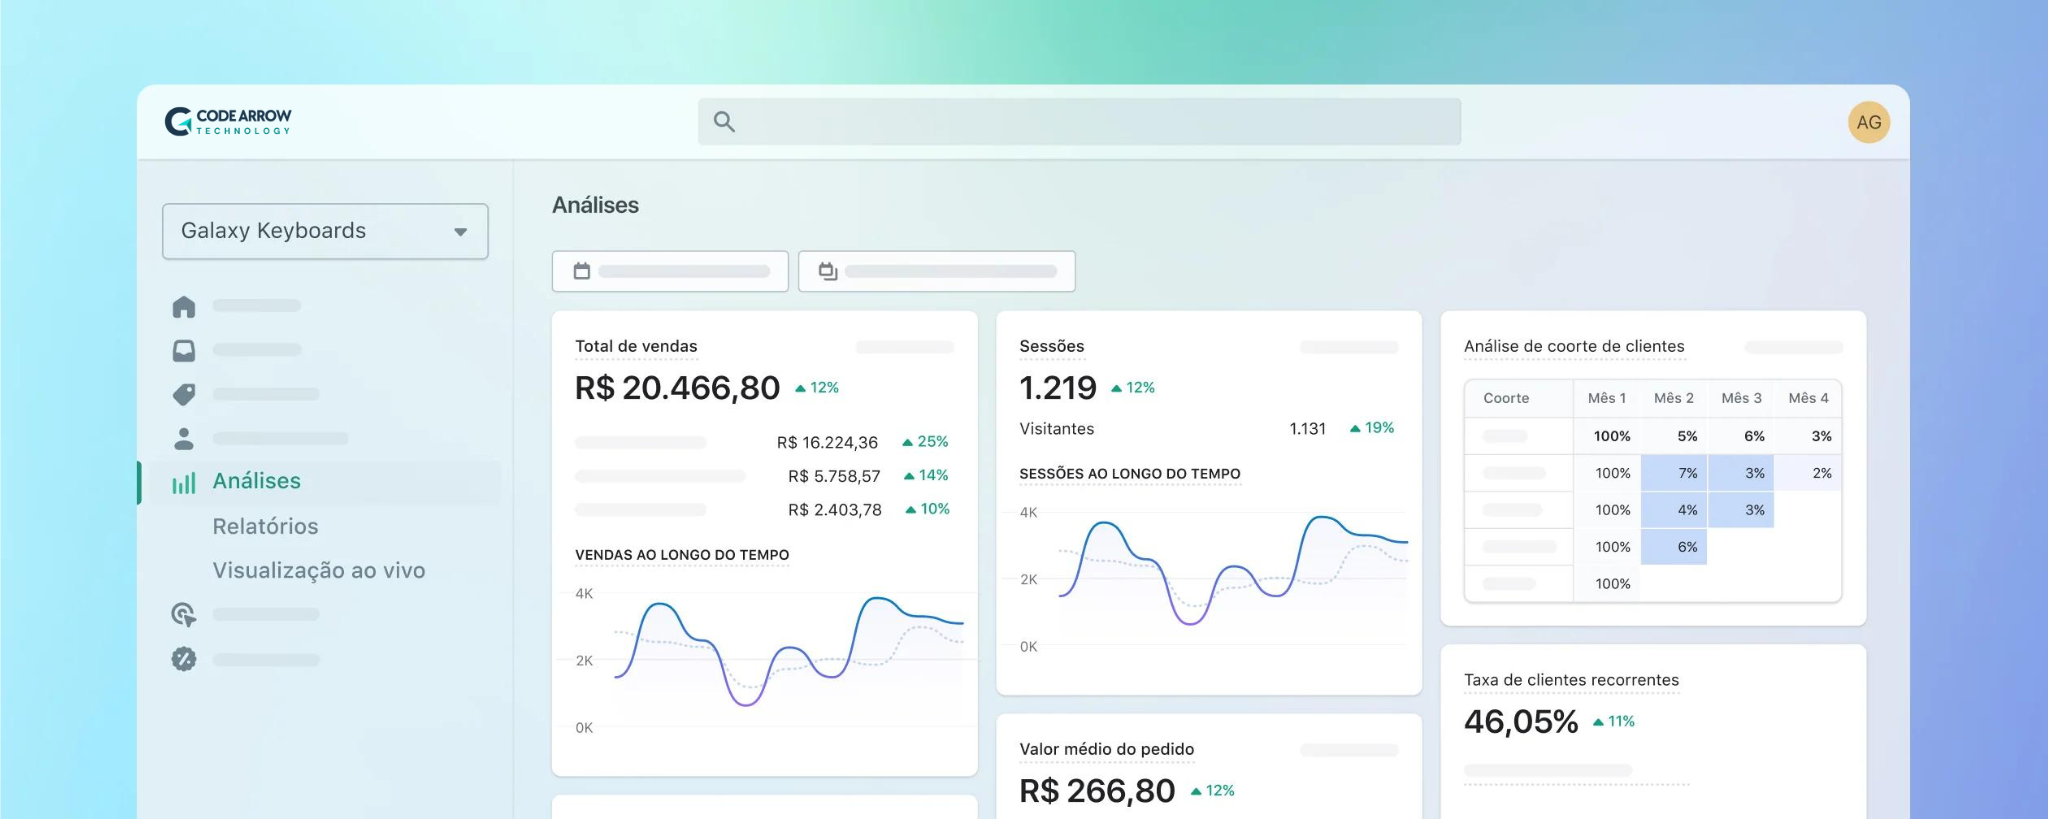 CODE ARROW
TECHNOLOGY
AG
Galaxy Keyboards
Análises
Relatórios
Visualização ao vivo
Análises
Total de vendas
R$ 20.466,80 12%
R$ 16.224,36 25%
R$ 5.758,57 14%
R$ 2.403,78 10%
VENDAS AO LONGO DO TEMPO
4K
2K
0K
Sessões
1.219 12%
Visitantes 1.131 19%
SESSÕES AO LONGO DO TEMPO
4K
2K
0K
Valor médio do pedido
R$ 266,80 12%
Análise de coorte de clientes
Coorte Mês 1 Mês 2 Mês 3 Mês 4
100% 5% 6% 3%
100% 7% 3% 2%
100% 4% 3%
100% 6%
100%
Taxa de clientes recorrentes
46,05% 11%